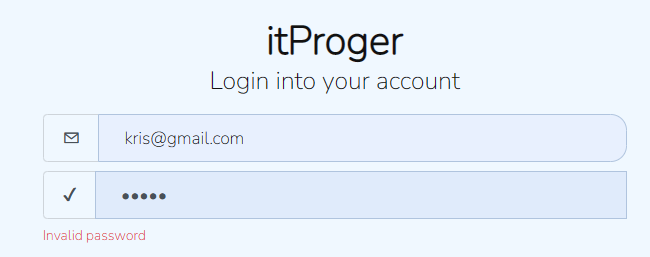 itProger
Login into your account
kris@gmail.com
•••••
Invalid password